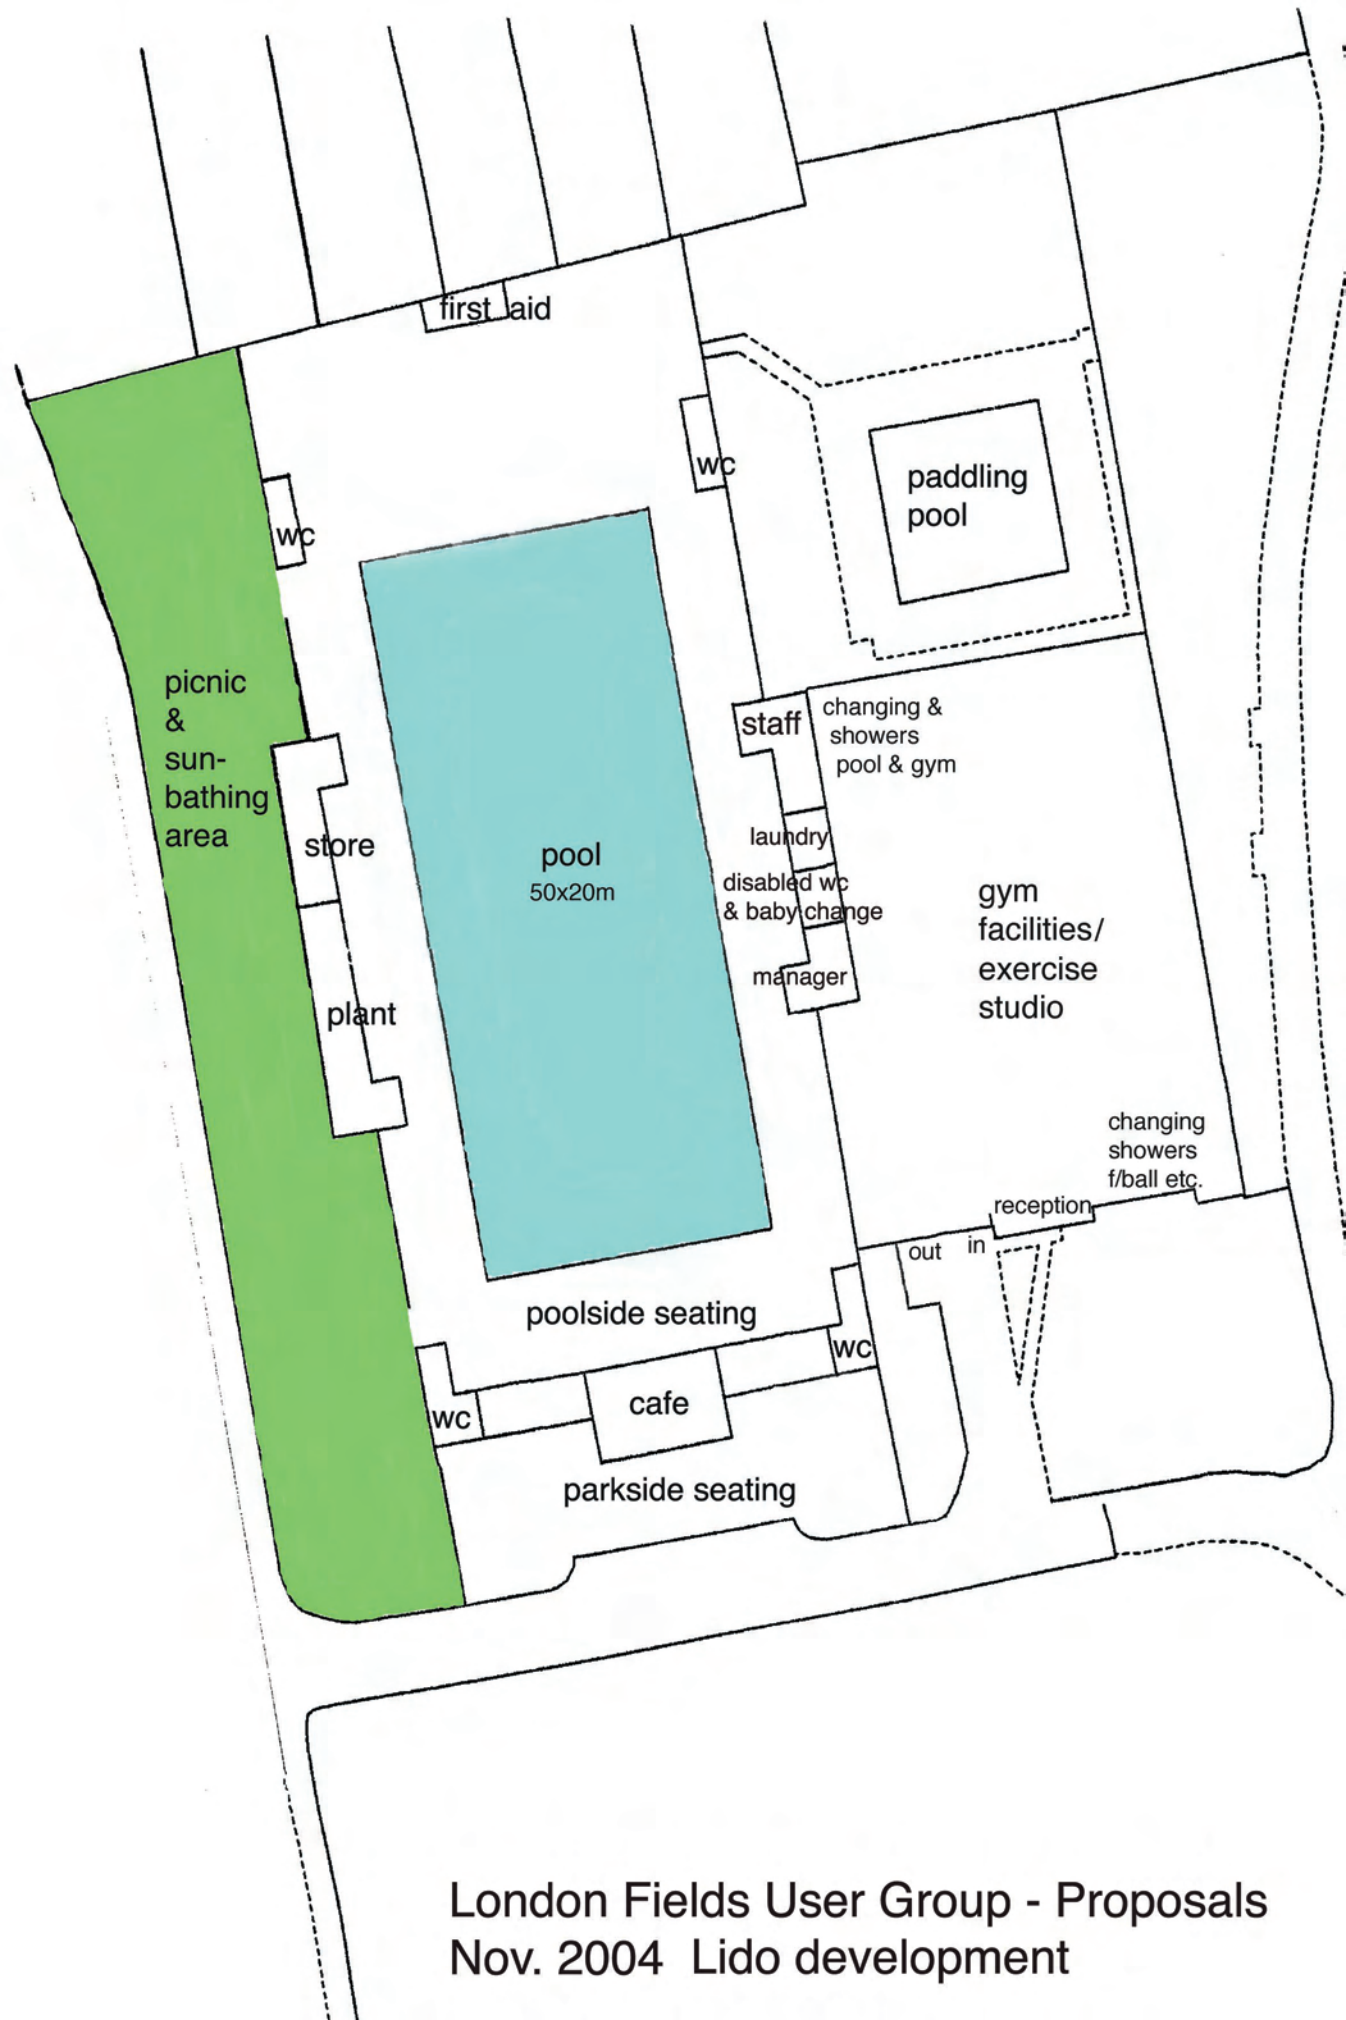 first aid
wc
wc
paddling
pool
picnic
&
sun-
bathing
area
staff
changing &
showers
pool & gym
store
laundry
pool
50x20m
disabled wc
& baby change
gym
facilities/
exercise
studio
manager
plant
changing
showers
f/ball etc.
reception
out
in
poolside seating
wc
cafe
wc
parkside seating
London Fields User Group - Proposals
Nov. 2004 Lido development